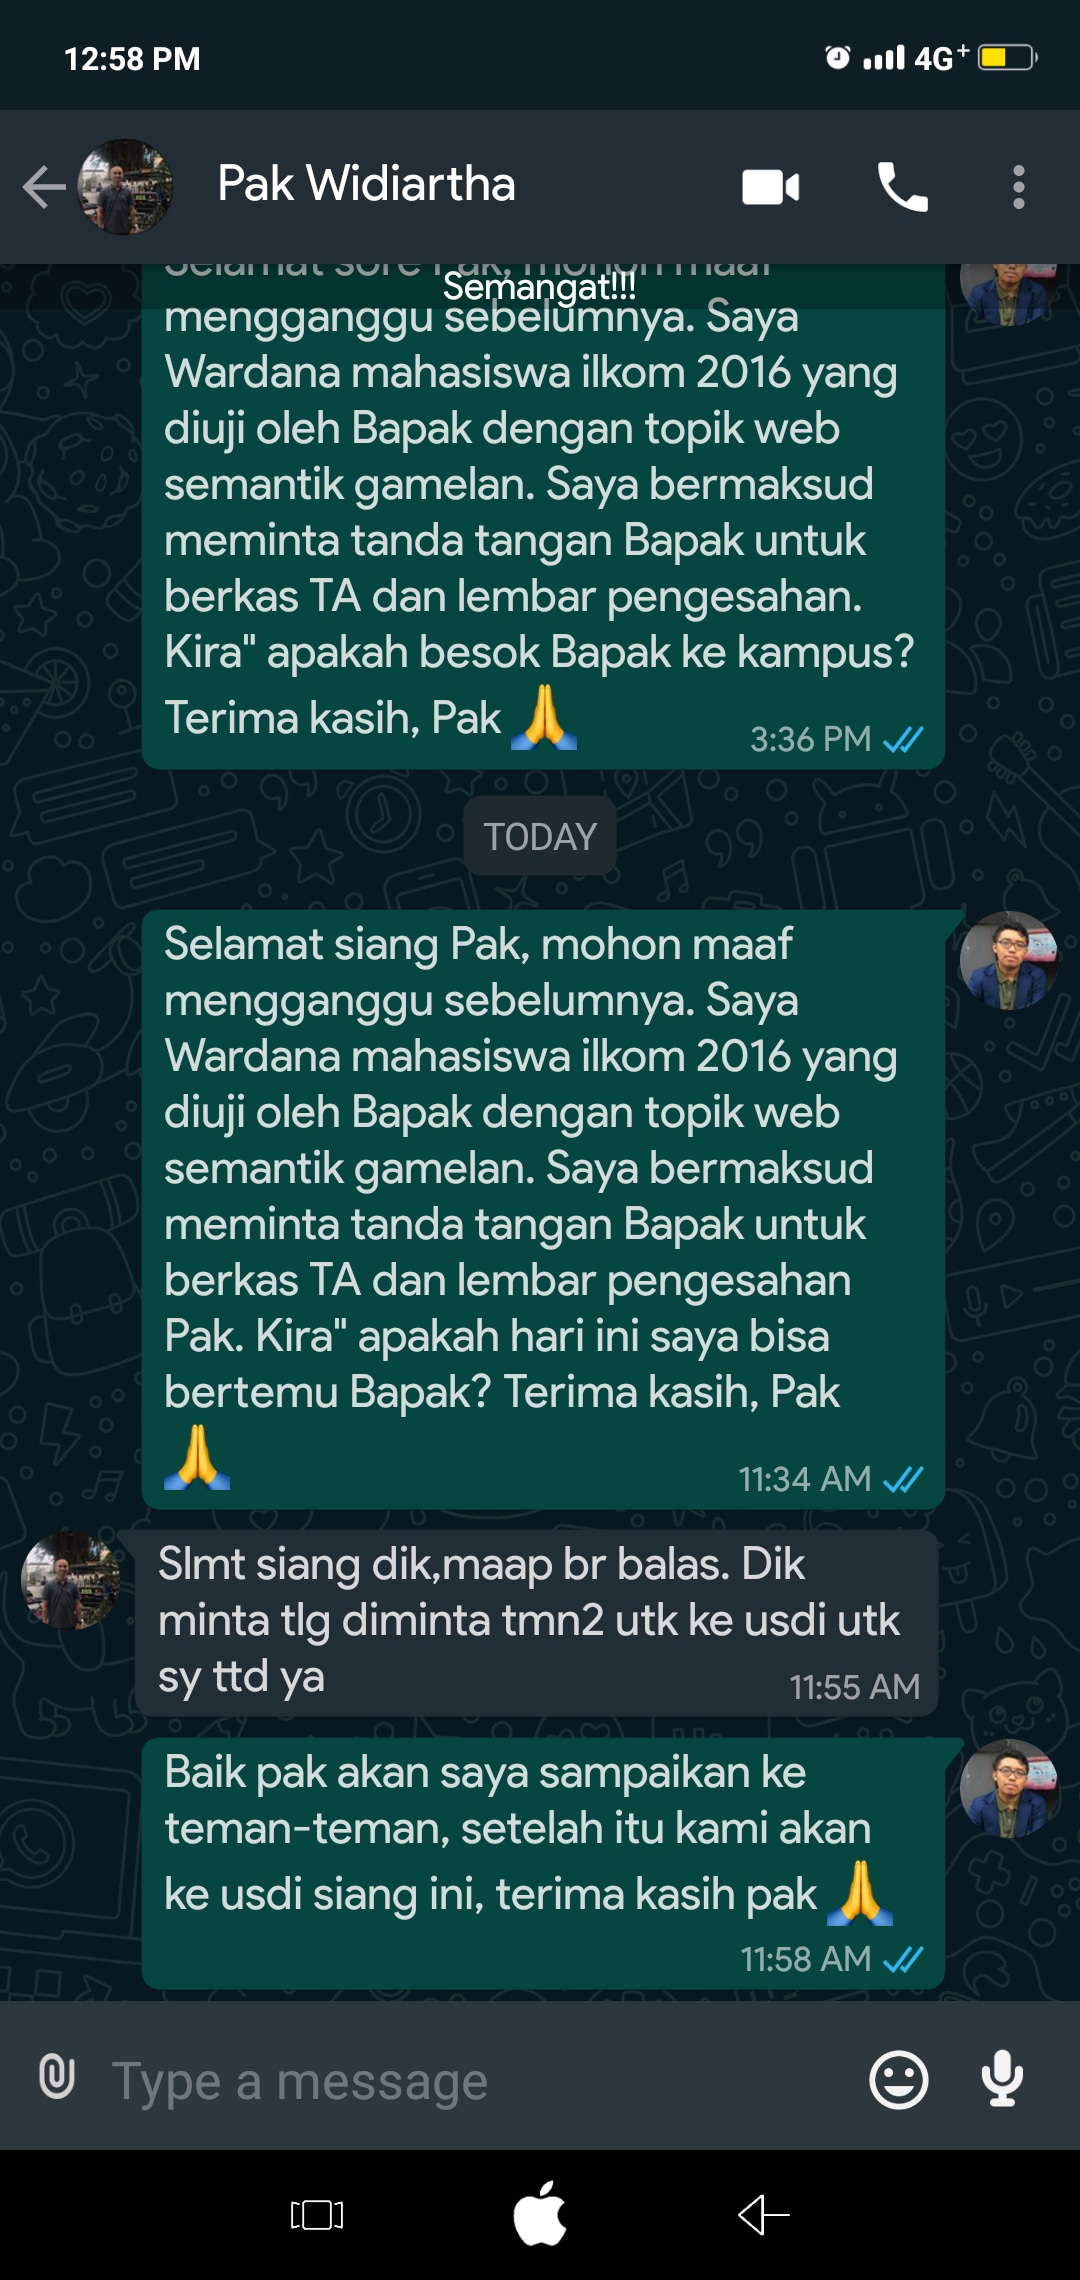 12:58 PM
4G+
Pak Widiartha
Selamat sore Pak, mohon maaf
Semangat!!!
mengganggu sebelumnya. Saya
Wardana mahasiswa ilkom 2016 yang
diuji oleh Bapak dengan topik web
semantik gamelan. Saya bermaksud
meminta tanda tangan Bapak untuk
berkas TA dan lembar pengesahan.
Kira" apakah besok Bapak ke kampus?
Terima kasih, Pak 🙏
3:36 PM
TODAY
Selamat siang Pak, mohon maaf
mengganggu sebelumnya. Saya
Wardana mahasiswa ilkom 2016 yang
diuji oleh Bapak dengan topik web
semantik gamelan. Saya bermaksud
meminta tanda tangan Bapak untuk
berkas TA dan lembar pengesahan
Pak. Kira" apakah hari ini saya bisa
bertemu Bapak? Terima kasih, Pak
🙏
11:34 AM
Slmt siang dik,maap br balas. Dik
minta tlg diminta tmn2 utk ke usdi utk
sy ttd ya
11:55 AM
Baik pak akan saya sampaikan ke
teman-teman, setelah itu kami akan
ke usdi siang ini, terima kasih pak 🙏
11:58 AM
Type a message